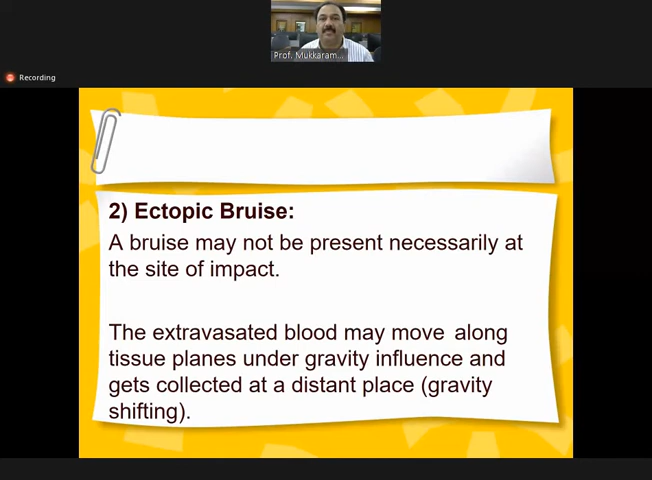 Prof. Mukkaram...
Recording
2) Ectopic Bruise:
A bruise may not be present necessarily at
the site of impact.
The extravasated blood may move along
tissue planes under gravity influence and
gets collected at a distant place (gravity
shifting).